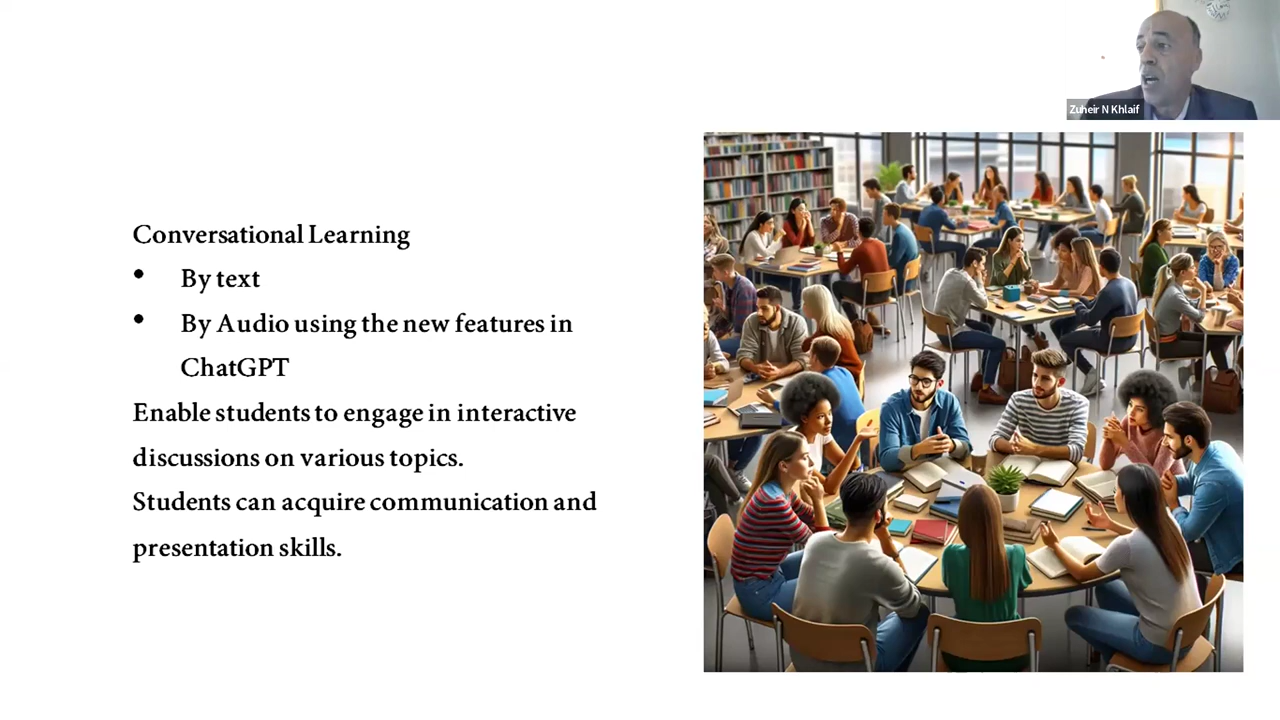 Zuheir N Khlaif
Conversational Learning
• By text
• By Audio using the new features in
ChatGPT
Enable students to engage in interactive
discussions on various topics.
Students can acquire communication and
presentation skills.